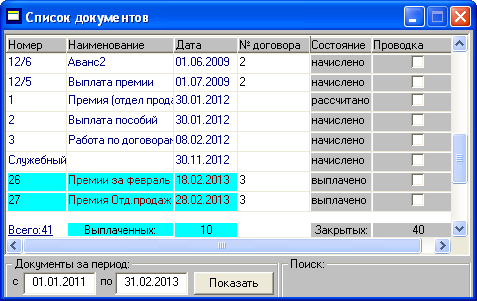 Список документов
Номер Наименование Дата № договора Состояние Проводка
12/6 Аванс2 01.06.2009 2 начислено
12/5 Выплата премии 01.07.2009 2 начислено
1 Премия (отдел прода 30.01.2012 рассчитано
2 Выплата пособий 30.01.2012 начислено
3 Работа по договорам 08.02.2012 начислено
Служебный 30.11.2012 начислено
26 Премии за февраль 18.02.2013 3 выплачено
27 Премия Отд.продаж 28.02.2013 3 выплачено
Всего:41 Выплаченных: 10 Закрытых: 40
Документы за период: Поиск:
с 01.01.2011 по 31.02.2013 Показать